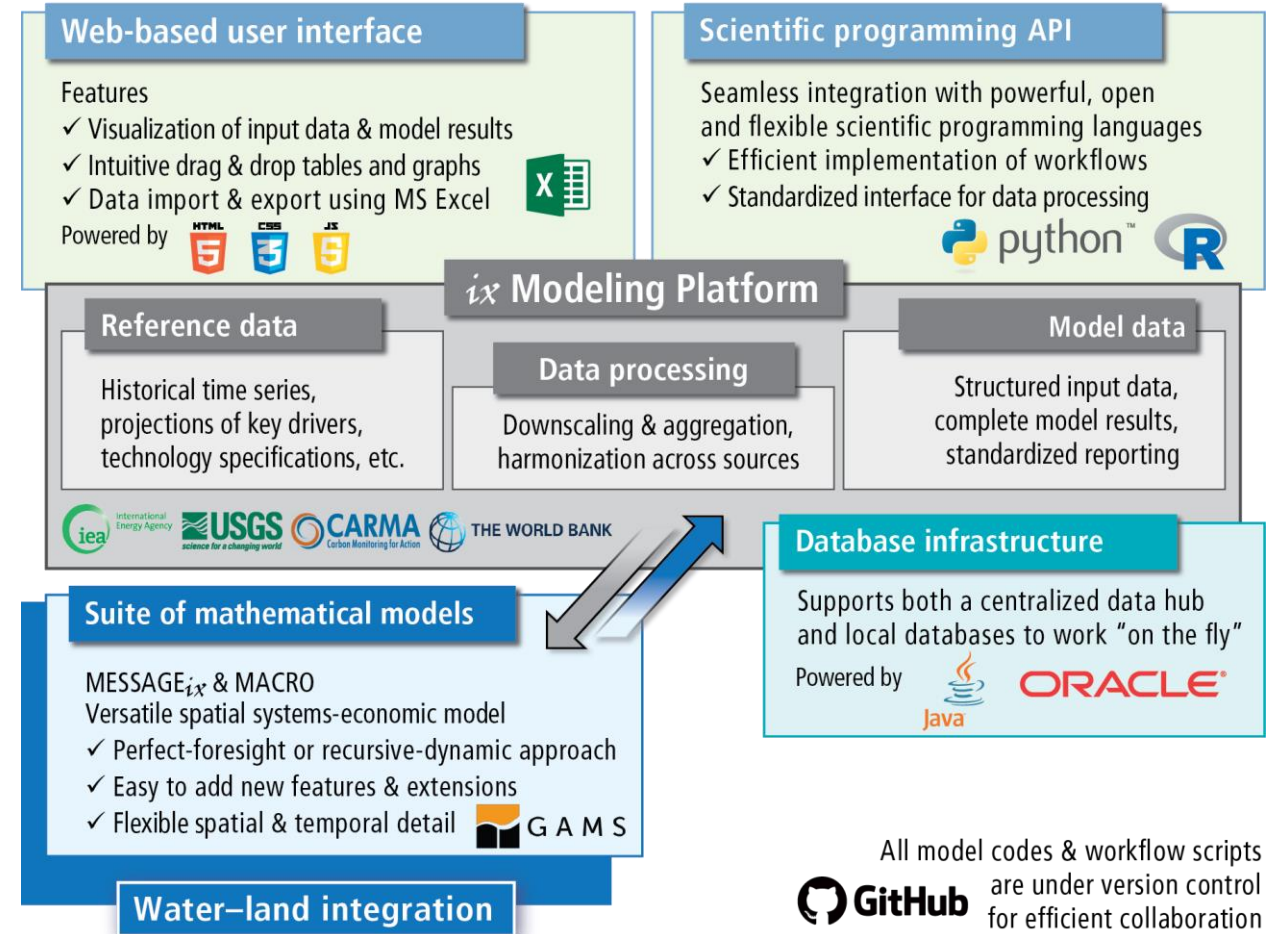 Web-based user interface
Features
✓ Visualization of input data & model results
✓ Intuitive drag & drop tables and graphs
✓ Data import & export using MS Excel
X
Powered by
HTML
5
CSS
3
JS
5
Scientific programming API
Seamless integration with powerful, open
and flexible scientific programming languages
✓ Efficient implementation of workflows
✓ Standardized interface for data processing
python™
R
ix Modeling Platform
Reference data
Historical time series,
projections of key drivers,
technology specifications, etc.
Data processing
Downscaling & aggregation,
harmonization across sources
Model data
Structured input data,
complete model results,
standardized reporting
iea
International
Energy Agency
USGS
science for a changing world
CARMA
Carbon Monitoring for Action
THE WORLD BANK
Database infrastructure
Supports both a centralized data hub
and local databases to work “on the fly”
Powered by
Java
ORACLE®
Suite of mathematical models
MESSAGEix & MACRO
Versatile spatial systems-economic model
✓ Perfect-foresight or recursive-dynamic approach
✓ Easy to add new features & extensions
✓ Flexible spatial & temporal detail
GAMS
Water–land integration
All model codes & workflow scripts
GitHub
are under version control
for efficient collaboration